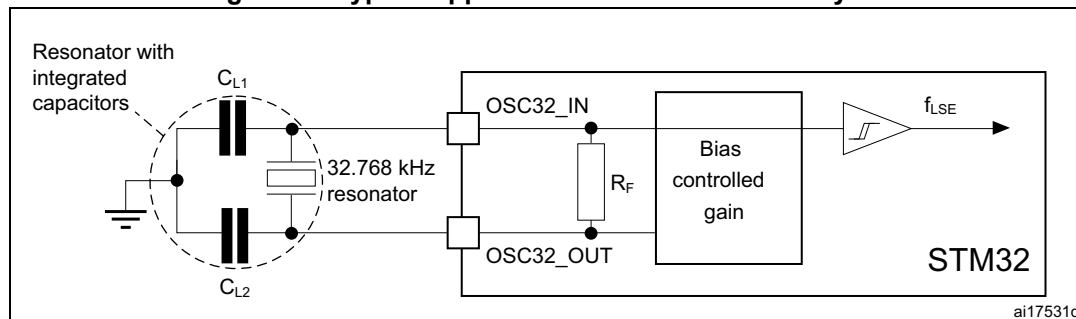 Resonator with
integrated
capacitors
CL1
OSC32_IN
fLSE
32.768 kHz
resonator
RF
Bias
controlled
gain
OSC32_OUT
STM32
CL2
ai17531c